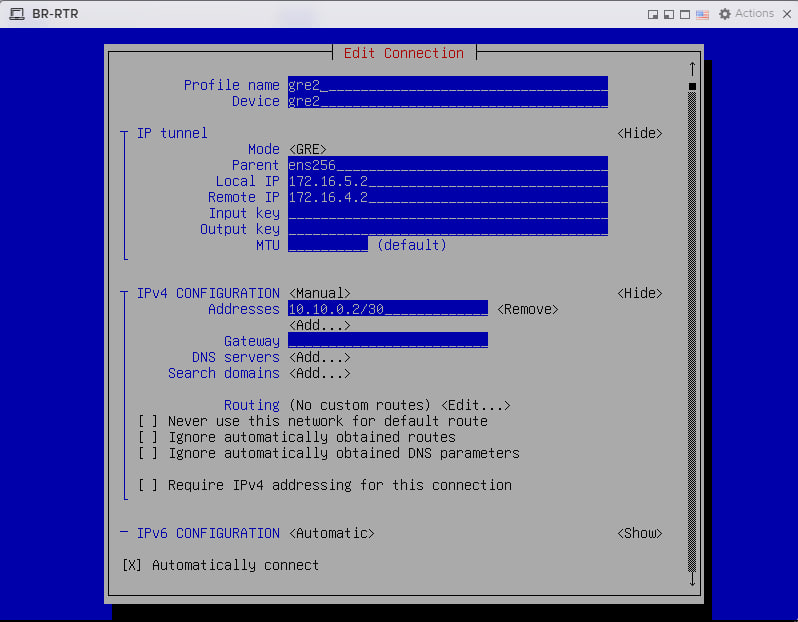 BR-RTR
Actions
Edit Connection
Profile name gre2_
Device gre2
IP tunnel <Hide>
Mode <GRE>
Parent ens256
Local IP 172.16.5.2
Remote IP 172.16.4.2
Input key
Output key
MTU (default)
IPv4 CONFIGURATION <Manual> <Hide>
Addresses 10.10.0.2/30 <Remove>
<Add...>
Gateway
DNS servers <Add...>
Search domains <Add...>
Routing (No custom routes) <Edit...>
[ ] Never use this network for default route
[ ] Ignore automatically obtained routes
[ ] Ignore automatically obtained DNS parameters
[ ] Require IPv4 addressing for this connection
IPv6 CONFIGURATION <Automatic> <Show>
[X] Automatically connect